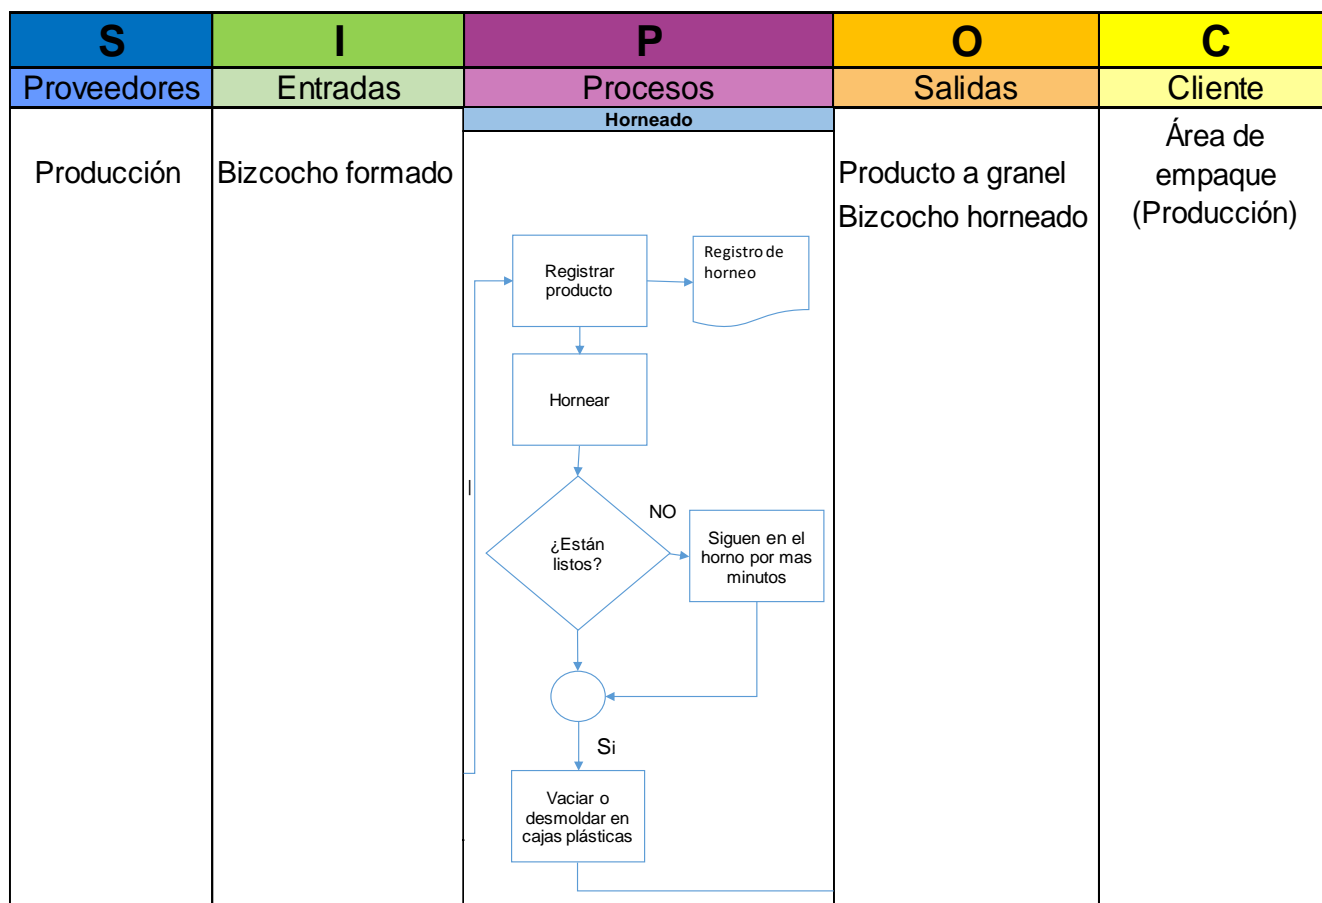 S I P O C
Proveedores Entradas Procesos Salidas Cliente
Horneado
Producción
Bizcocho formado
Producto a granel
Bizcocho horneado
Área de
empaque
(Producción)
Registrar
producto
Registro de
horneo
Hornear
¿Están
listos?
NO
Siguen en el
horno por mas
minutos
Si
Vaciar o
desmoldar en
cajas plásticas